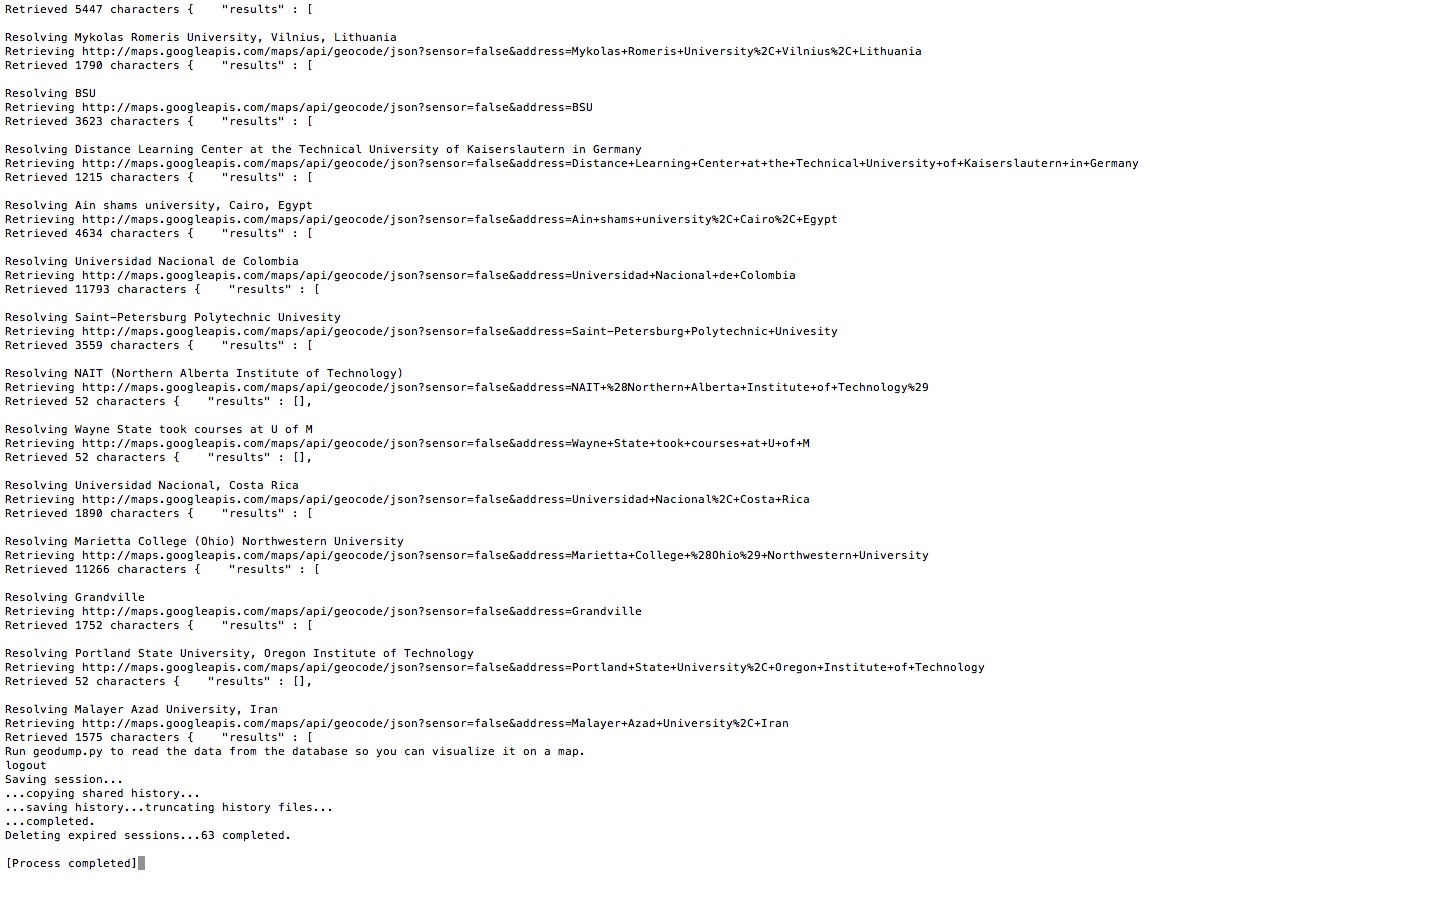 Retrieved 5447 characters {    "results" : [
Resolving Mykolas Romeris University, Vilnius, Lithuania
Retrieving http://maps.googleapis.com/maps/api/geocode/json?sensor=false&address=Mykolas+Romeris+University%2C+Vilnius%2C+Lithuania
Retrieved 1790 characters {    "results" : [
Resolving BSU
Retrieving http://maps.googleapis.com/maps/api/geocode/json?sensor=false&address=BSU
Retrieved 3623 characters {    "results" : [
Resolving Distance Learning Center at the Technical University of Kaiserslautern in Germany
Retrieving http://maps.googleapis.com/maps/api/geocode/json?sensor=false&address=Distance+Learning+Center+at+the+Technical+University+of+Kaiserslautern+in+Germany
Retrieved 1215 characters {    "results" : [
Resolving Ain shams university, Cairo, Egypt
Retrieving http://maps.googleapis.com/maps/api/geocode/json?sensor=false&address=Ain+shams+university%2C+Cairo%2C+Egypt
Retrieved 4634 characters {    "results" : [
Resolving Universidad Nacional de Colombia
Retrieving http://maps.googleapis.com/maps/api/geocode/json?sensor=false&address=Universidad+Nacional+de+Colombia
Retrieved 11793 characters {    "results" : [
Resolving Saint-Petersburg Polytechnic Univesity
Retrieving http://maps.googleapis.com/maps/api/geocode/json?sensor=false&address=Saint-Petersburg+Polytechnic+Univesity
Retrieved 3559 characters {    "results" : [
Resolving NAIT (Northern Alberta Institute of Technology)
Retrieving http://maps.googleapis.com/maps/api/geocode/json?sensor=false&address=NAIT+%28Northern+Alberta+Institute+of+Technology%29
Retrieved 52 characters {    "results" : [],
Resolving Wayne State took courses at U of M
Retrieving http://maps.googleapis.com/maps/api/geocode/json?sensor=false&address=Wayne+State+took+courses+at+U+of+M
Retrieved 52 characters {    "results" : [],
Resolving Universidad Nacional, Costa Rica
Retrieving http://maps.googleapis.com/maps/api/geocode/json?sensor=false&address=Universidad+Nacional%2C+Costa+Rica
Retrieved 1890 characters {    "results" : [
Resolving Marietta College (Ohio) Northwestern University
Retrieving http://maps.googleapis.com/maps/api/geocode/json?sensor=false&address=Marietta+College+%28Ohio%29+Northwestern+University
Retrieved 11266 characters {    "results" : [
Resolving Grandville
Retrieving http://maps.googleapis.com/maps/api/geocode/json?sensor=false&address=Grandville
Retrieved 1752 characters {    "results" : [
Resolving Portland State University, Oregon Institute of Technology
Retrieving http://maps.googleapis.com/maps/api/geocode/json?sensor=false&address=Portland+State+University%2C+Oregon+Institute+of+Technology
Retrieved 52 characters {    "results" : [],
Resolving Malayer Azad University, Iran
Retrieving http://maps.googleapis.com/maps/api/geocode/json?sensor=false&address=Malayer+Azad+University%2C+Iran
Retrieved 1575 characters {    "results" : [
Run geodump.py to read the data from the database so you can visualize it on a map.
logout
Saving session...
...copying shared history...
...saving history...truncating history files...
...completed.
Deleting expired sessions...63 completed.
[Process completed]